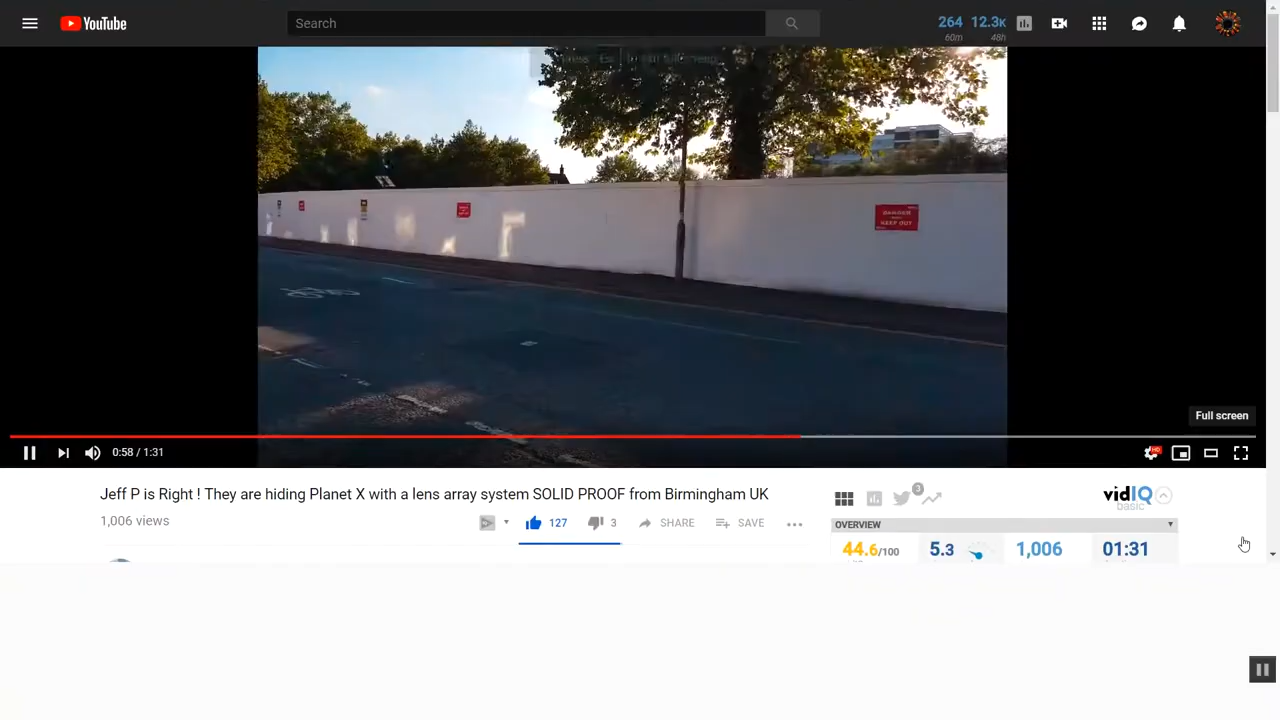 YouTube
Search
264 12.3K
60m 48h
DANGER
KEEP OUT
Full screen
0:58 / 1:31
HD
Jeff P is Right ! They are hiding Planet X with a lens array system SOLID PROOF from Birmingham UK
1,006 views
127
3
SHARE
SAVE
3
vidIQ
basic
OVERVIEW
44.6/100 5.3 1,006 01:31